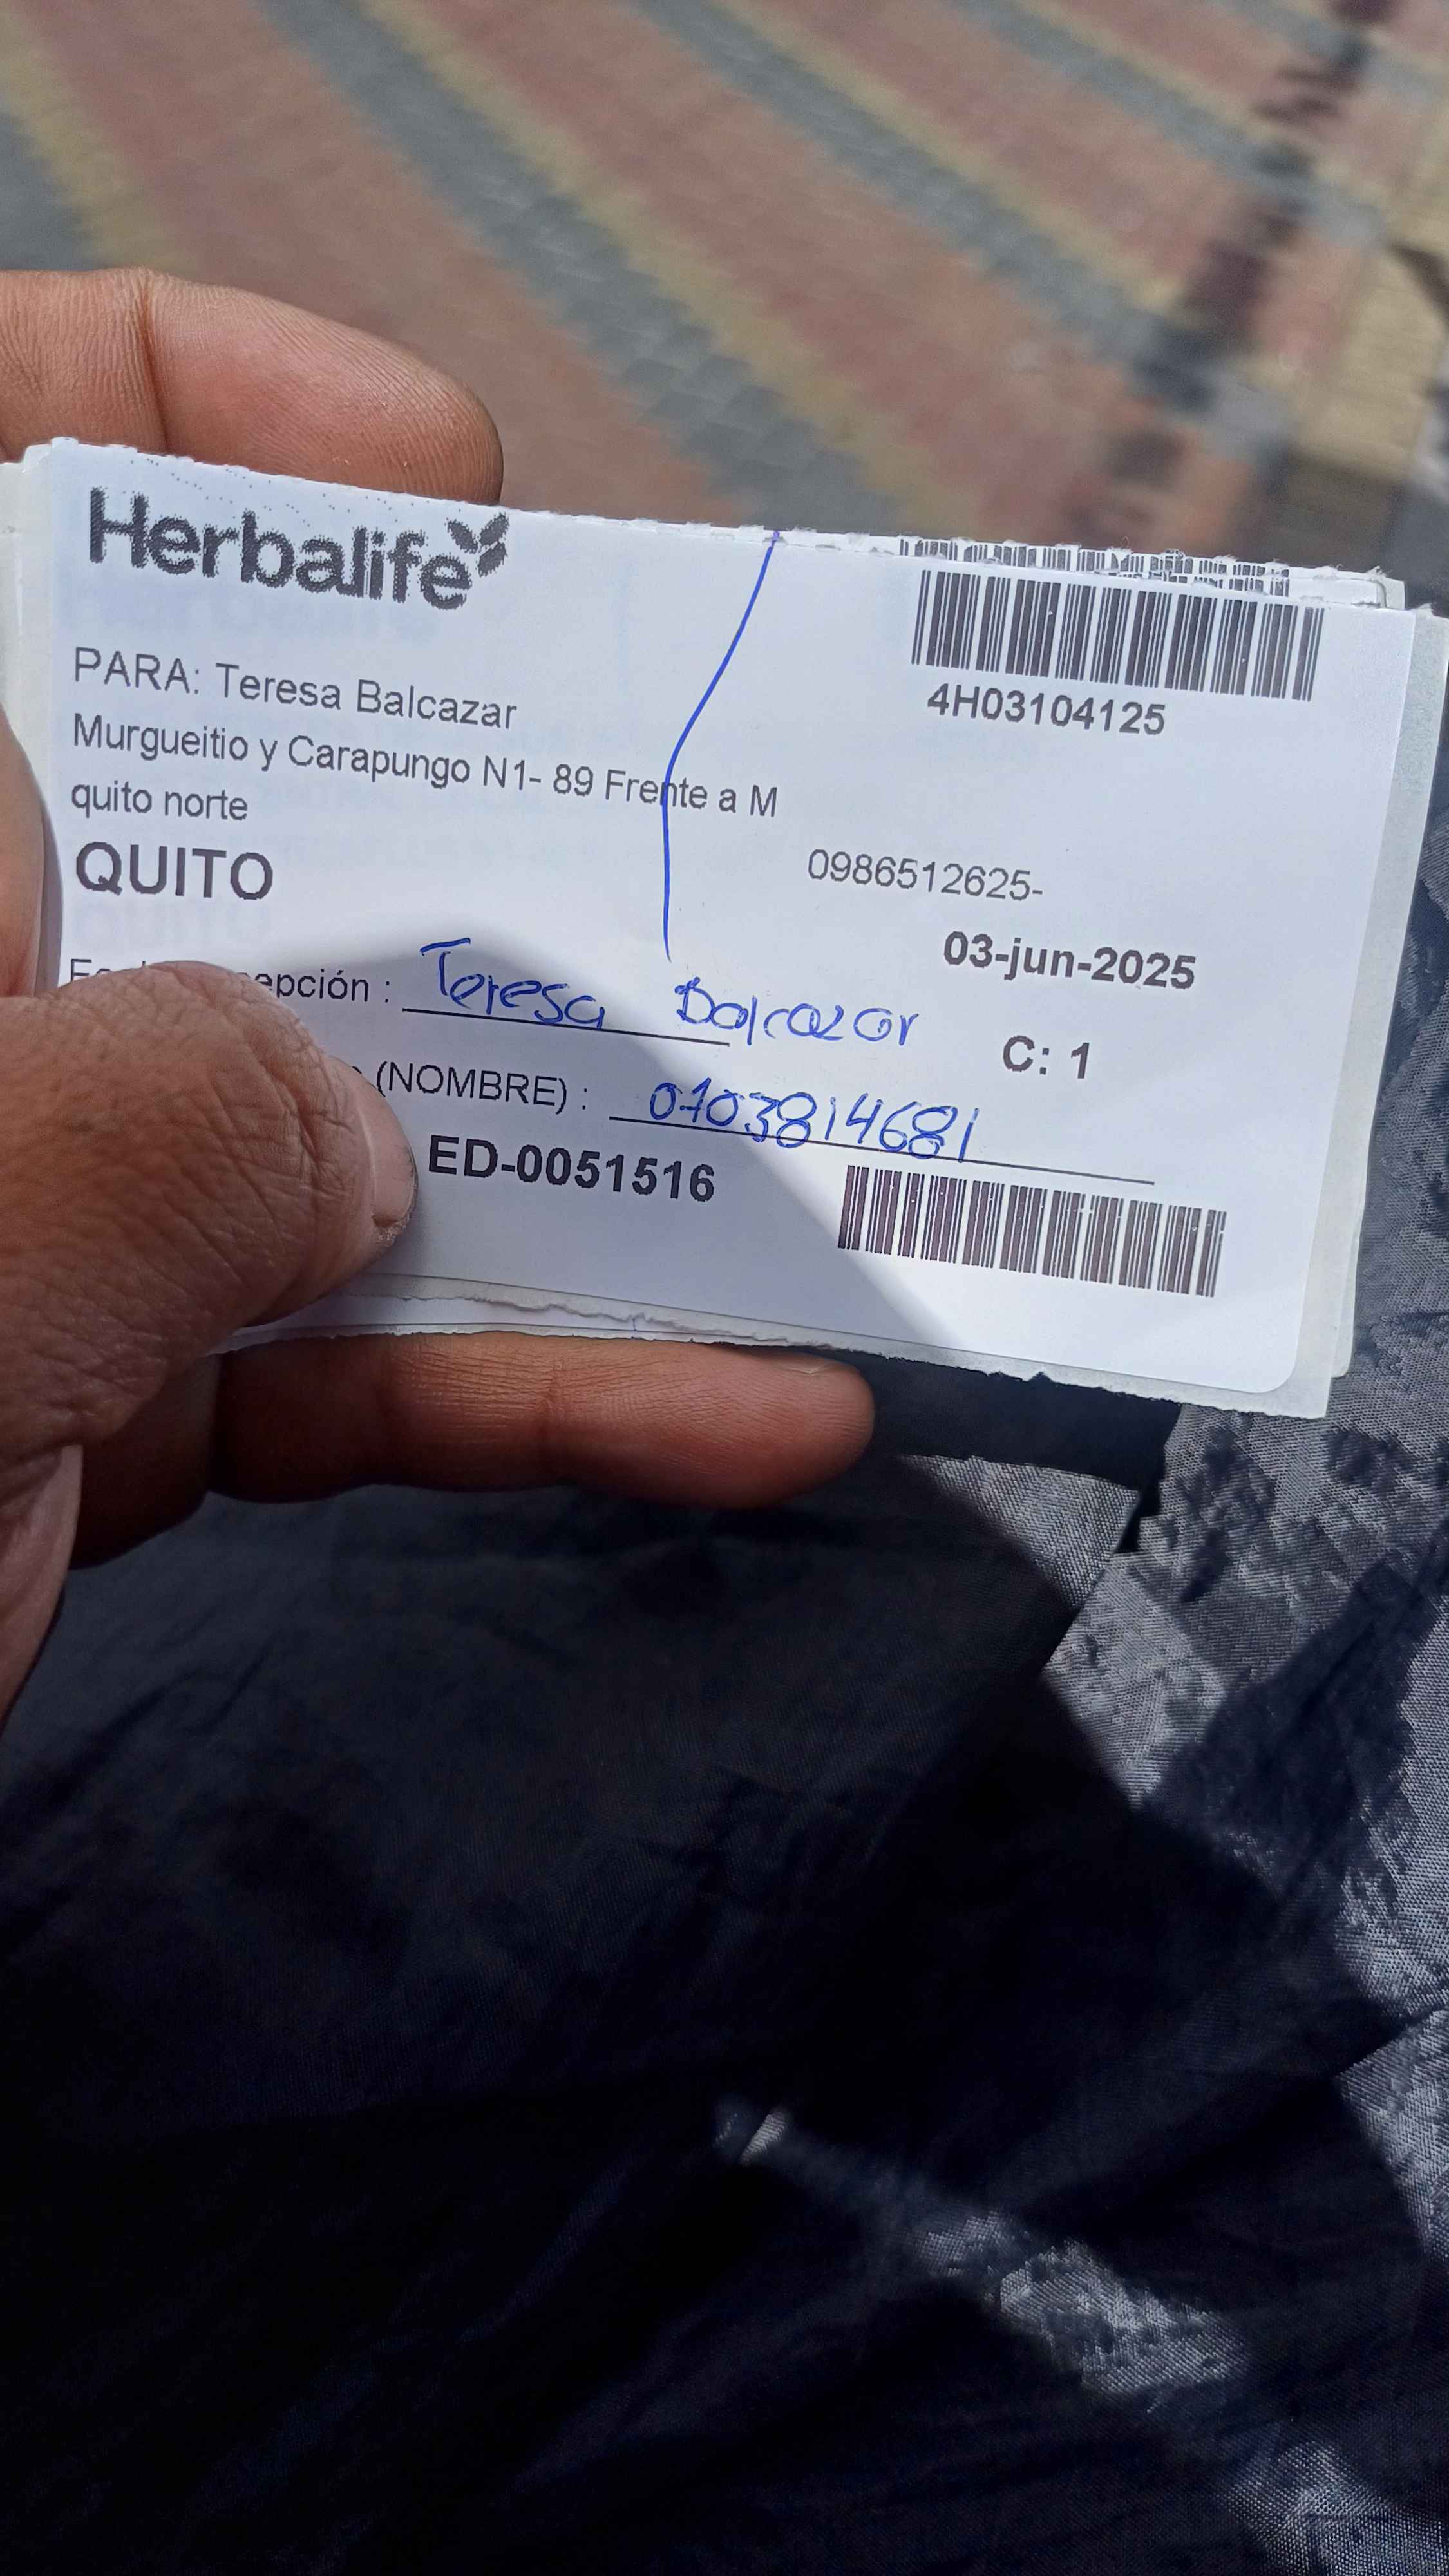 Herbalife
4H03104125
PARA: Teresa Balcazar
Murgueitio y Carapungo N1- 89 Frente a M
quito norte
QUITO
0986512625-
03-jun-2025
epción : Teresa Balcazar
C: 1
(NOMBRE) : 0703814681
ED-0051516